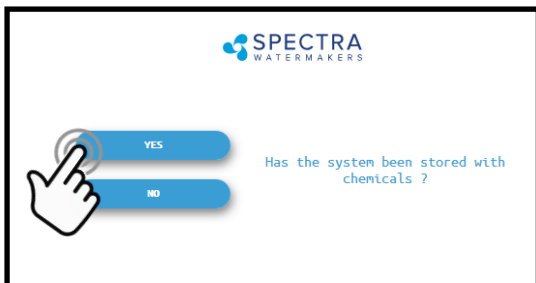 SPECTRA
WATERMAKERS
YES
NO
Has the system been stored with
chemicals ?